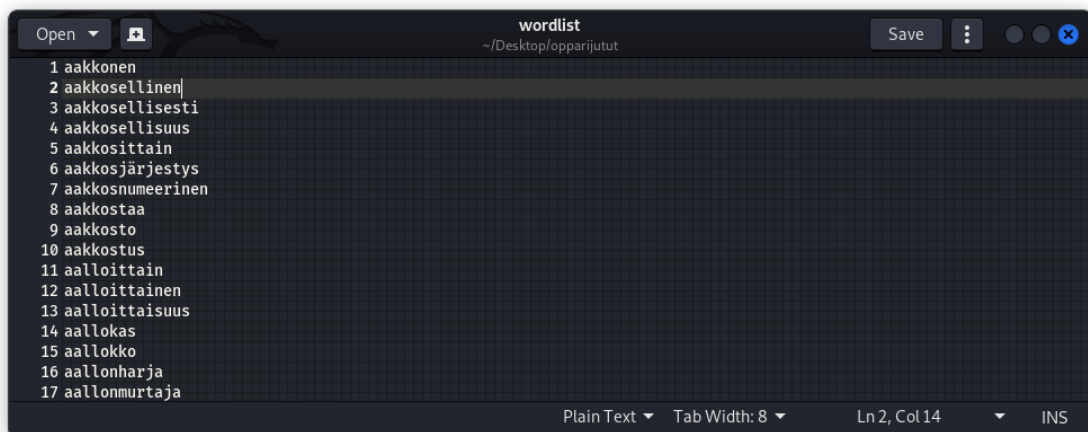 Open
wordlist
~/Desktop/opparijutut
Save
1 aakkonen
2 aakkosellinen
3 aakkosellisesti
4 aakkosellisuus
5 aakkosittain
6 aakkosjärjestys
7 aakkosnumeerinen
8 aakkostaa
9 aakkosto
10 aakkostus
11 aalloittain
12 aalloittainen
13 aalloittaisuus
14 aallokas
15 aallokko
16 aallonharja
17 aallonmurtaja
Plain Text Tab Width: 8 Ln 2, Col 14 INS